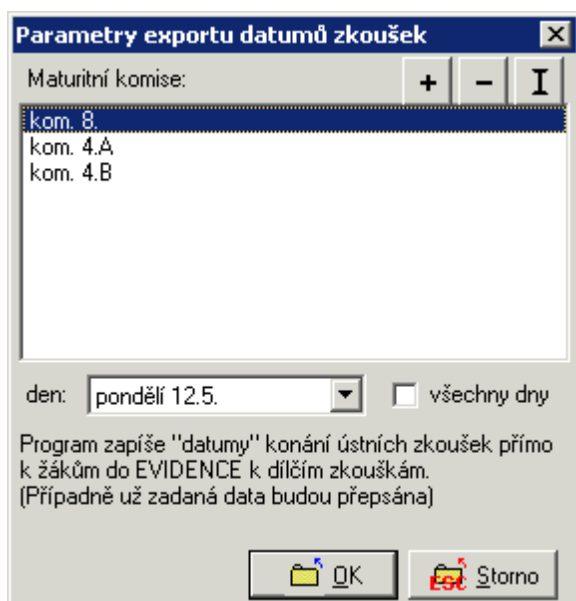 Parametry exportu datumů zkoušek
Maturitní komise:
+ − I
kom. 8.
kom. 4.A
kom. 4.B
den: pondělí 12.5. všechny dny
Program zapíše "datumy" konání ústních zkoušek přímo
k žákům do EVIDENCE k dílčím zkouškám.
(Případně už zadaná data budou přepsána)
OK ESC Storno